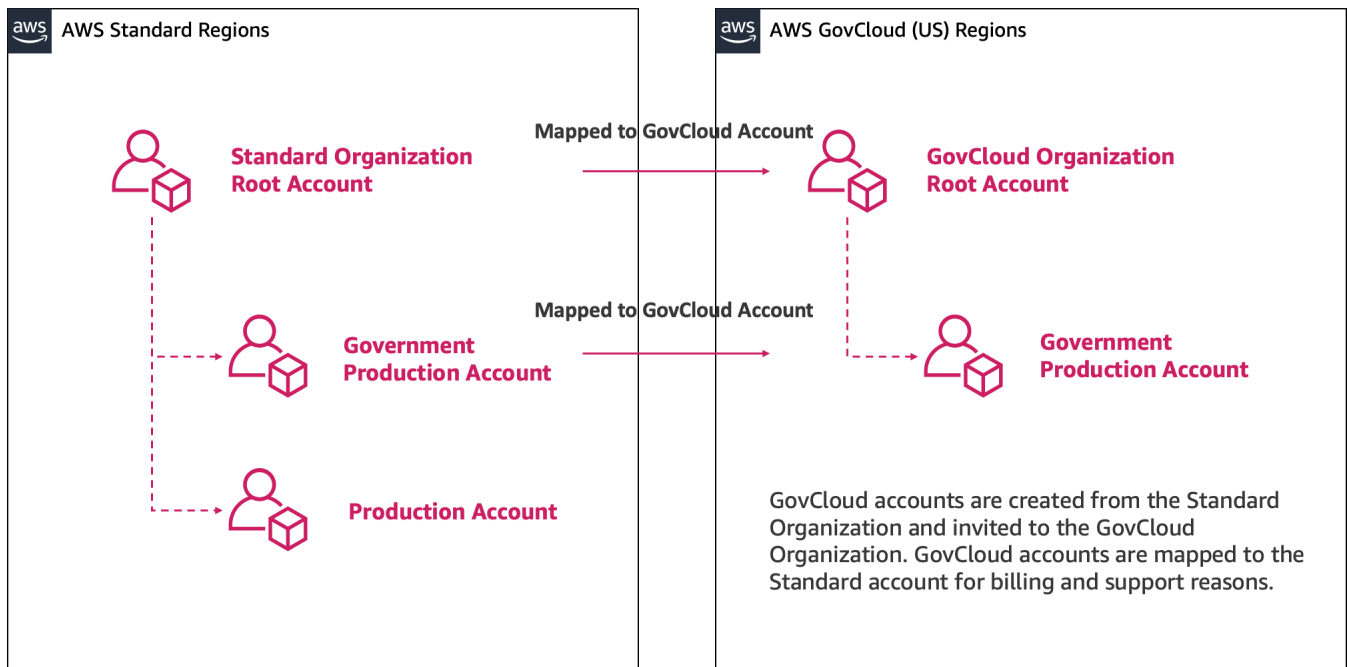 aws
AWS Standard Regions
Standard Organization
Root Account
Government
Production Account
Production Account
Mapped to GovCloud Account
Mapped to GovCloud Account
aws
AWS GovCloud (US) Regions
GovCloud Organization
Root Account
Government
Production Account
GovCloud accounts are created from the Standard
Organization and invited to the GovCloud
Organization. GovCloud accounts are mapped to the
Standard account for billing and support reasons.